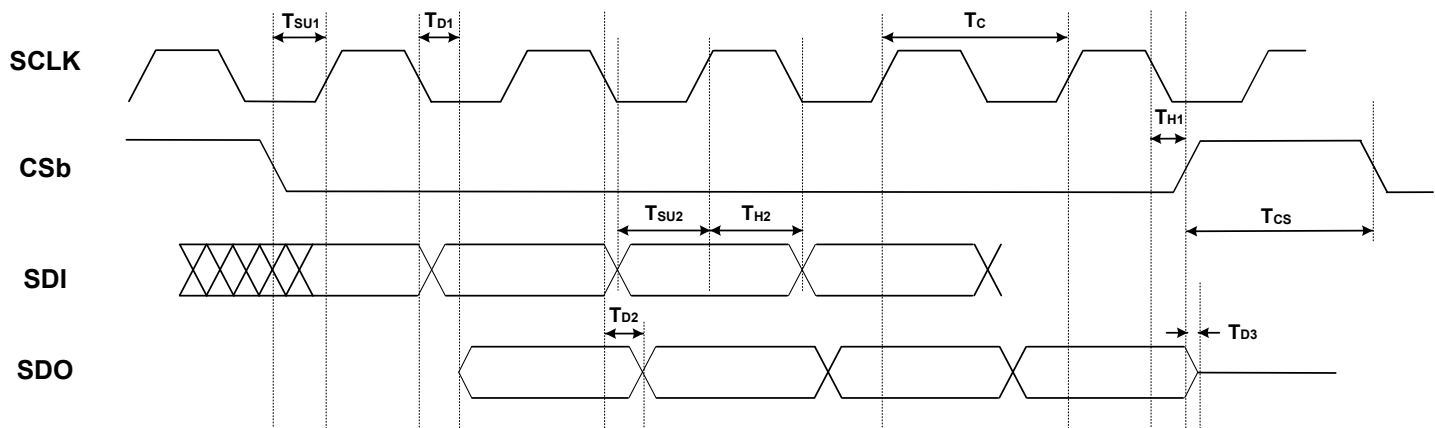 TSU1 TD1 TC
SCLK
TH1
CSb
TSU2 TH2 TCS
SDI
TD2 TD3
SDO